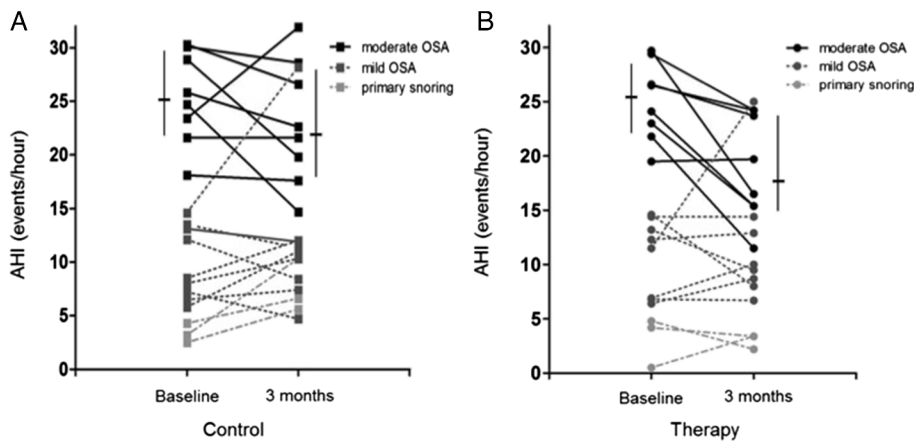 A
AHI (events/hour)
30
25
20
15
10
5
0
moderate OSA
mild OSA
primary snoring
Baseline
3 months
Control
B
AHI (events/hour)
30
25
20
15
10
5
0
moderate OSA
mild OSA
primary snoring
Baseline
3 months
Therapy